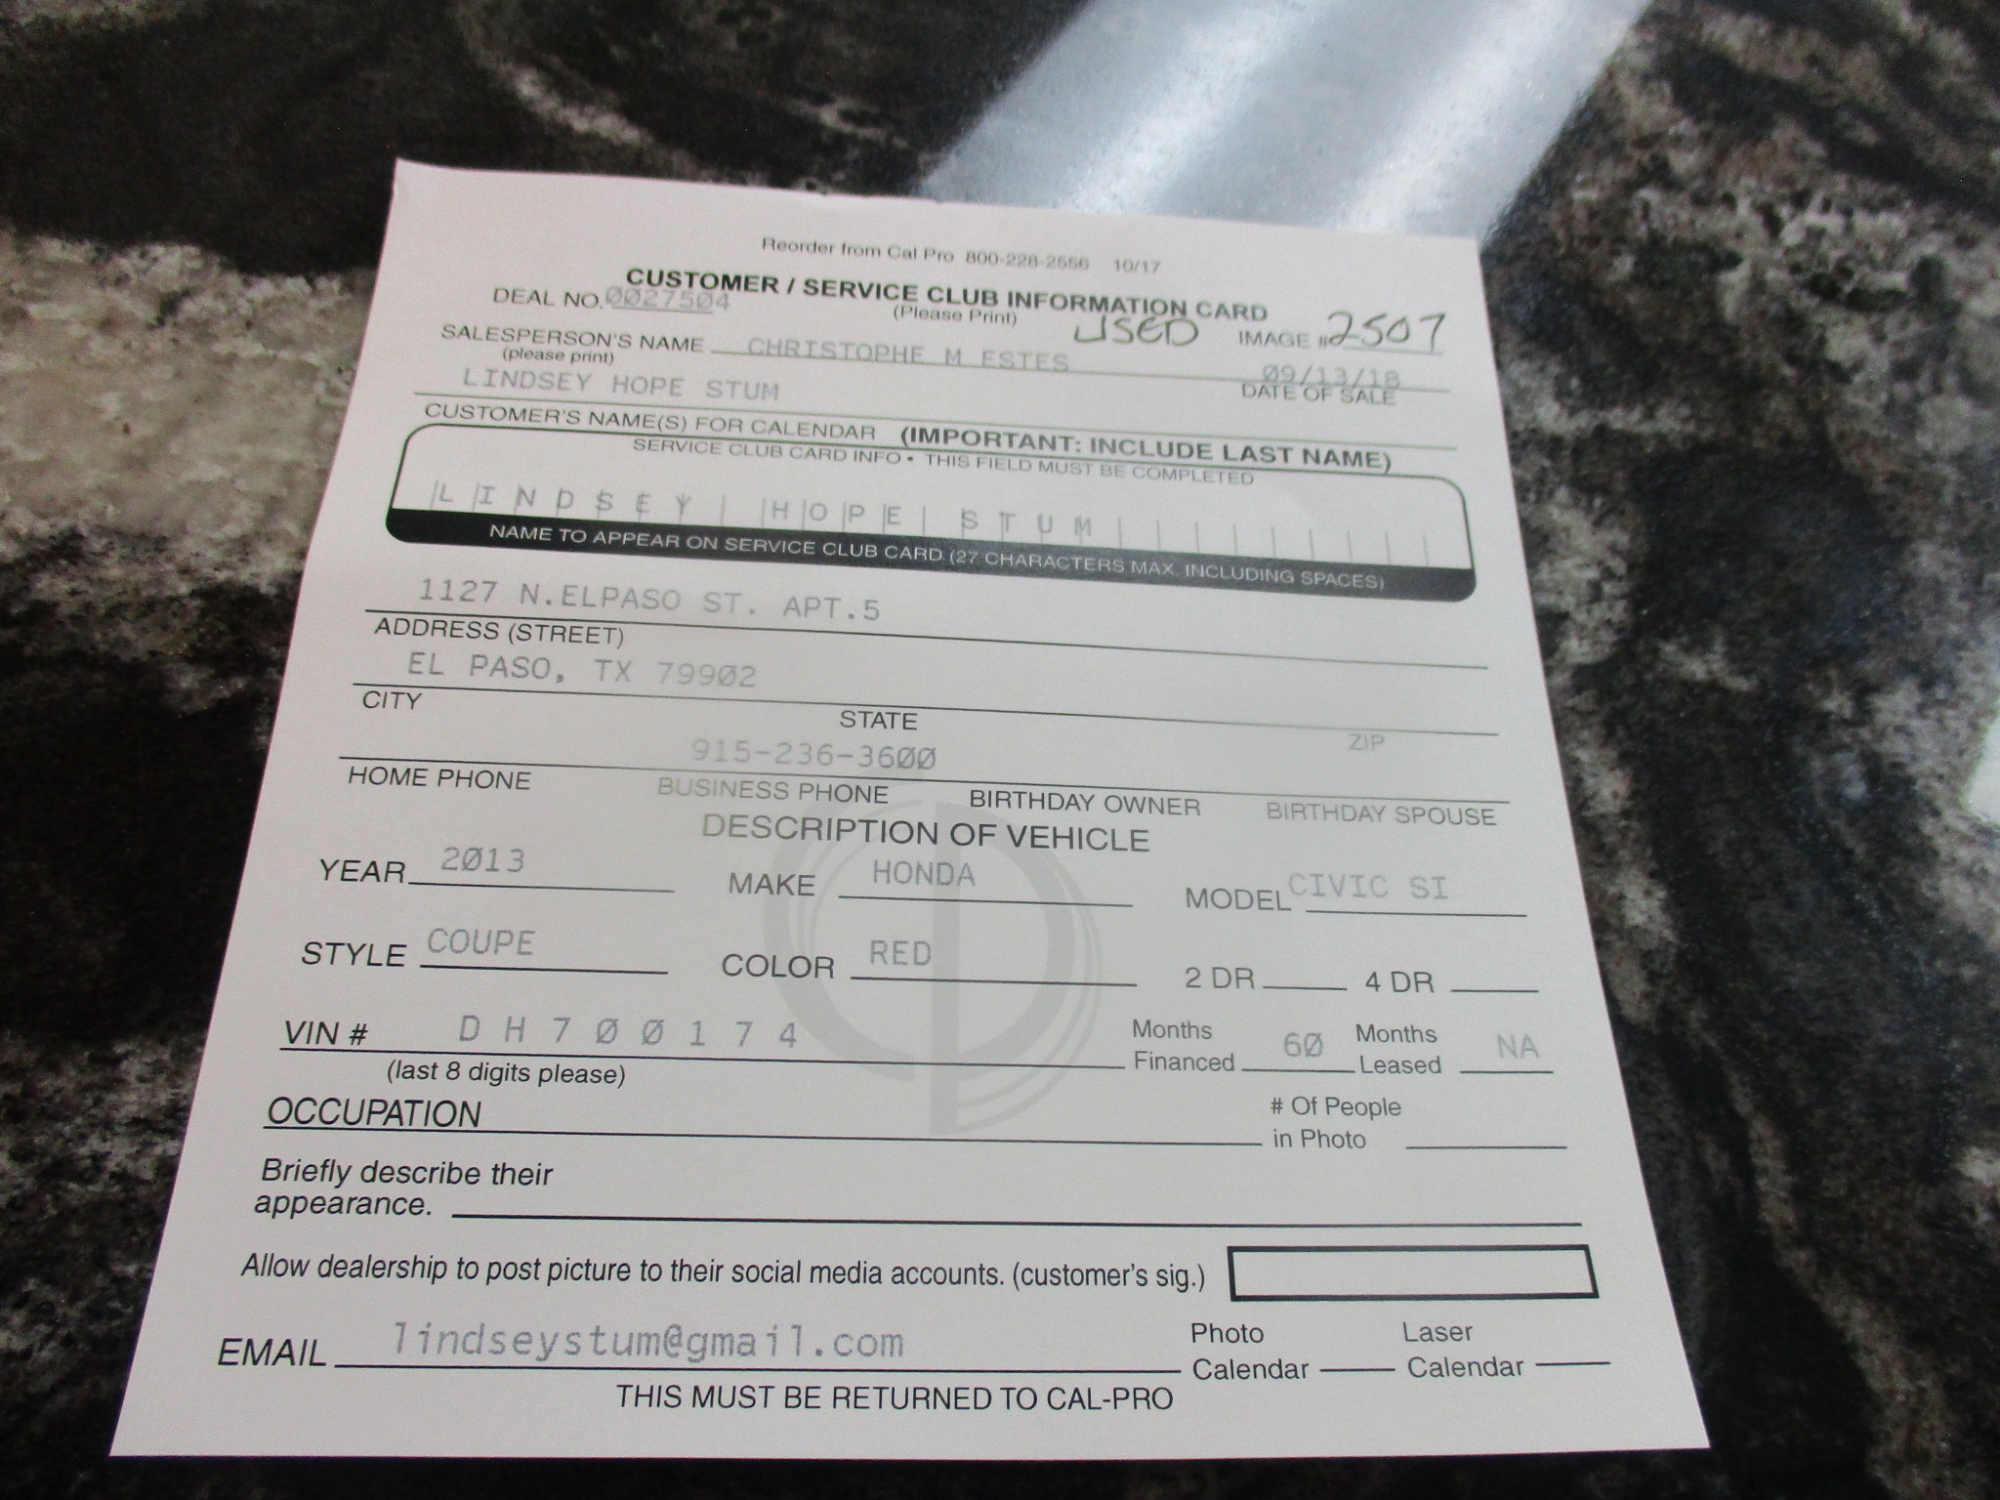 Reorder from Cal Pro 800-228-2556 10/17
CUSTOMER / SERVICE CLUB INFORMATION CARD
DEAL NO. 0027504 (Please Print) USED IMAGE # 2507
SALESPERSON'S NAME CHRISTOPHE M ESTES
(please print) 09/13/18
LINDSEY HOPE STUM DATE OF SALE
CUSTOMER'S NAME(S) FOR CALENDAR (IMPORTANT: INCLUDE LAST NAME)
SERVICE CLUB CARD INFO • THIS FIELD MUST BE COMPLETED
LINDSEY HOPE STUM
NAME TO APPEAR ON SERVICE CLUB CARD (27 CHARACTERS MAX. INCLUDING SPACES)
1127 N.ELPASO ST. APT.5
ADDRESS (STREET)
EL PASO, TX 79902
CITY STATE ZIP
915-236-3600
HOME PHONE BUSINESS PHONE BIRTHDAY OWNER BIRTHDAY SPOUSE
DESCRIPTION OF VEHICLE
YEAR 2013 MAKE HONDA MODEL CIVIC SI
STYLE COUPE COLOR RED 2 DR 4 DR
VIN # D H 7 0 0 1 7 4 Months Financed 60 Months Leased NA
(last 8 digits please)
OCCUPATION # Of People in Photo
Briefly describe their
appearance.
Allow dealership to post picture to their social media accounts. (customer's sig.)
EMAIL lindseystum@gmail.com Photo Calendar Laser Calendar
THIS MUST BE RETURNED TO CAL-PRO